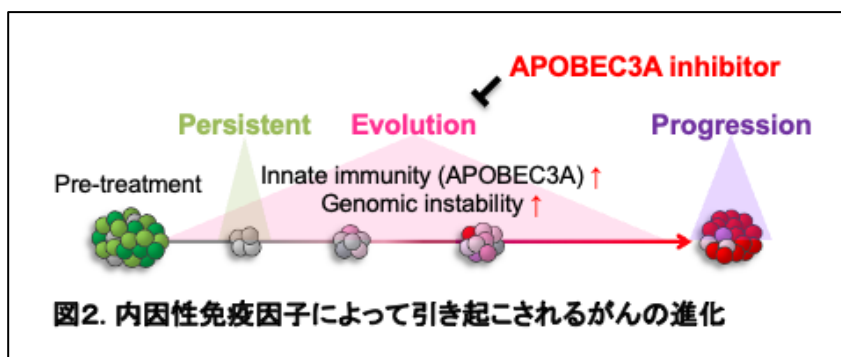 APOBEC3A inhibitor
Persistent
Evolution
Progression
Pre-treatment
Innate immunity (APOBEC3A) ↑
Genomic instability ↑
図2. 内因性免疫因子によって引き起こされるがんの進化